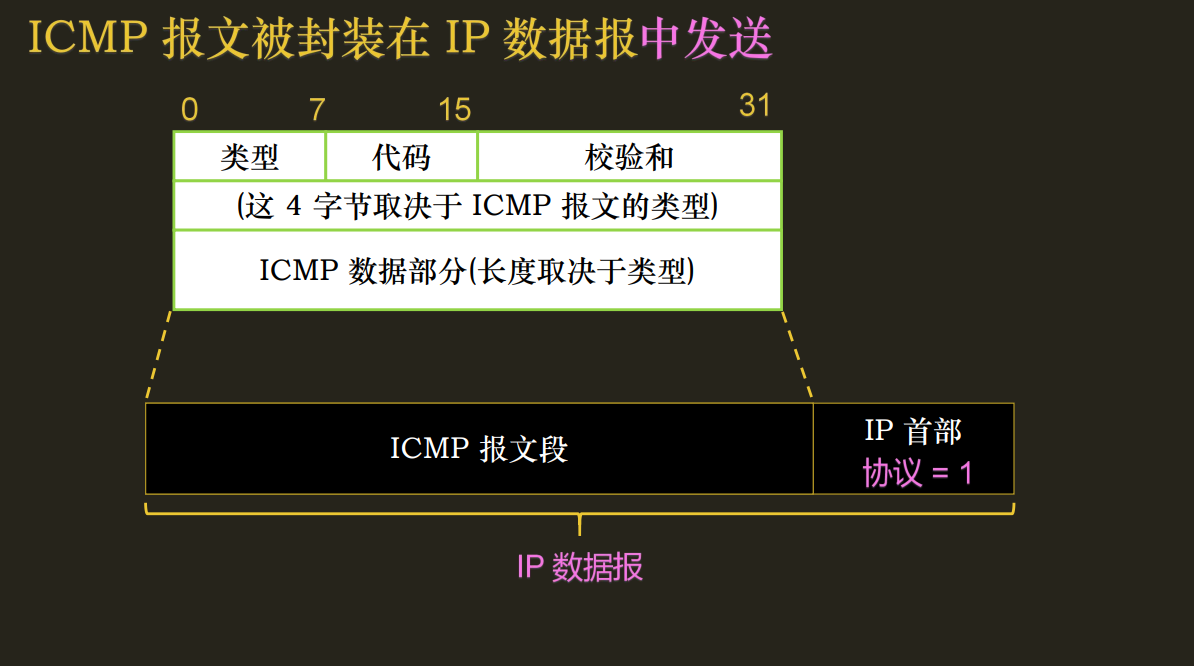 ICMP 报文被封装在 IP 数据报中发送
0 7 15 31
类型 代码 校验和
(这 4 字节取决于 ICMP 报文的类型)
ICMP 数据部分(长度取决于类型)
ICMP 报文段
IP 首部
协议 = 1
IP 数据报